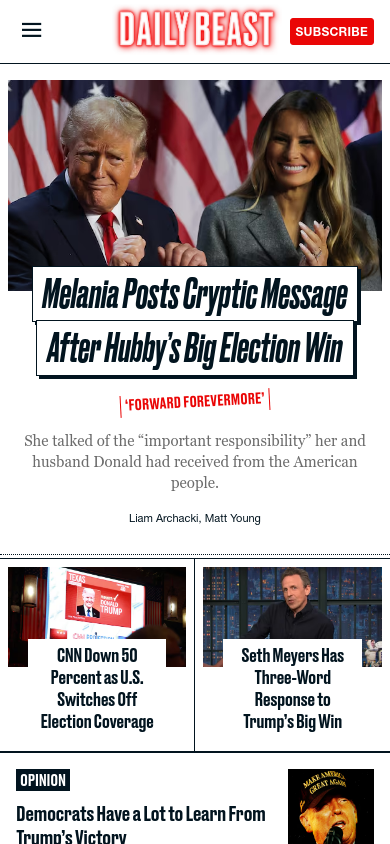 DAILY BEAST
SUBSCRIBE
Melania Posts Cryptic Message
After Hubby's Big Election Win
'FORWARD FOREVERMORE'
She talked of the “important responsibility” her and
husband Donald had received from the American
people.
Liam Archacki, Matt Young
TEXAS
DONALD
TRUMP
CNN Down 50
Percent as U.S.
Switches Off
Election Coverage
Seth Meyers Has
Three-Word
Response to
Trump's Big Win
OPINION
Democrats Have a Lot to Learn From
Trump's Victory
MAKE AMERICA
GREAT AGAIN